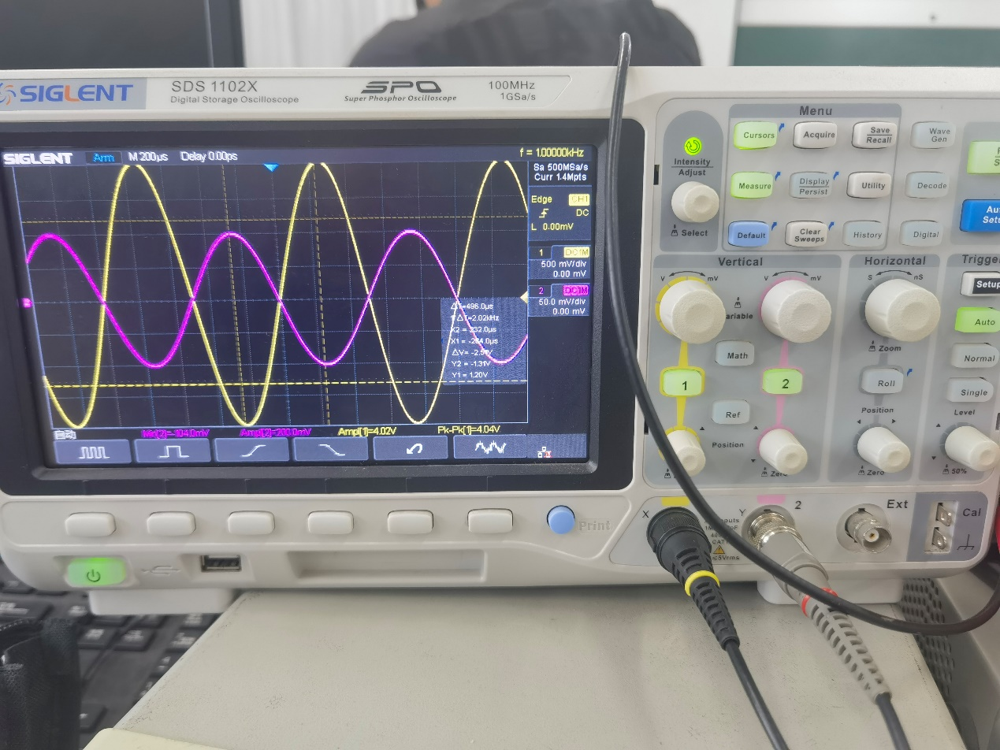 SIGLENT
SDS 1102X
Digital Storage Oscilloscope
SPO
Super Phosphor Oscilloscope
100MHz
1GSa/s
SIGLENT Arm M 200µs Delay 0.00ps f = 1.00000kHz
Sa 500MSa/s
Curr 1.4Mpts
Edge CH1
DC
L 0.00mV
1 DC1M
500 mV/div
0.00 mV
2 DC1M
50.0 mV/div
0.00 mV
2
ΔT=496.0µs
1/ΔT=2.02kHz
X2 = 232.0µs
X1 = -264.0µs
ΔV= -2.51V
Y2 = -1.31V
Y1 = 1.20V
自动
Min[2]=-104.0mV Ampl[2]=200.0mV Ampl[1]=4.02V Pk-Pk[1]=4.04V
Print
Intensity
Adjust
Select
Menu
Cursors
Acquire
Save
Recall
Wave
Gen
Measure
Display
Persist
Utility
Decode
Default
Clear
Sweeps
History
Digital
Vertical
V mV
V mV
Variable
Math
1
2
Ref
Position
Zero
Horizontal
S nS
Zoom
Roll
Position
Zero
Trigger
Setup
Auto
Normal
Single
Level
50%
X
Y
2
Ext
Cal